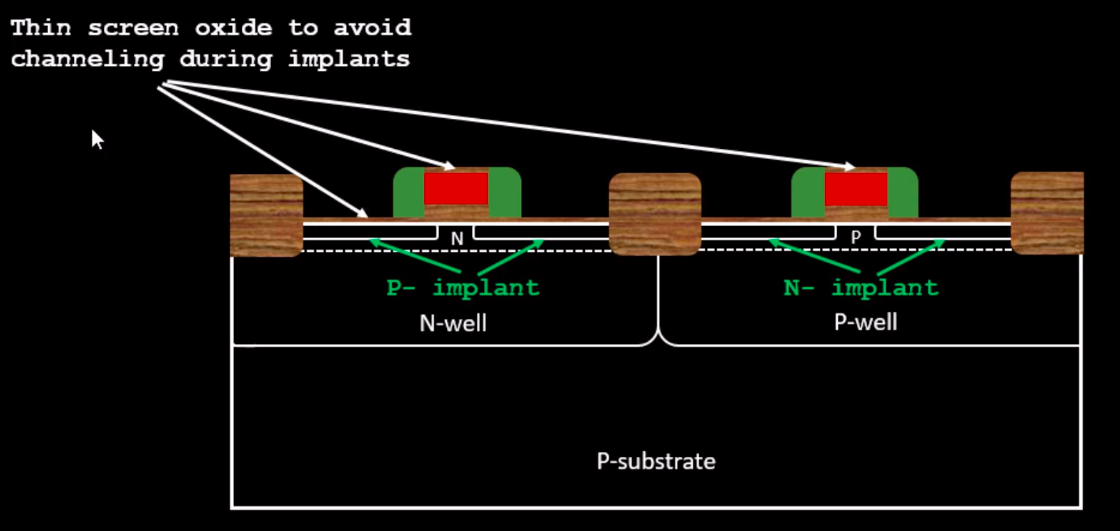 Thin screen oxide to avoid
channeling during implants
N
P
P- implant
N- implant
N-well
P-well
P-substrate